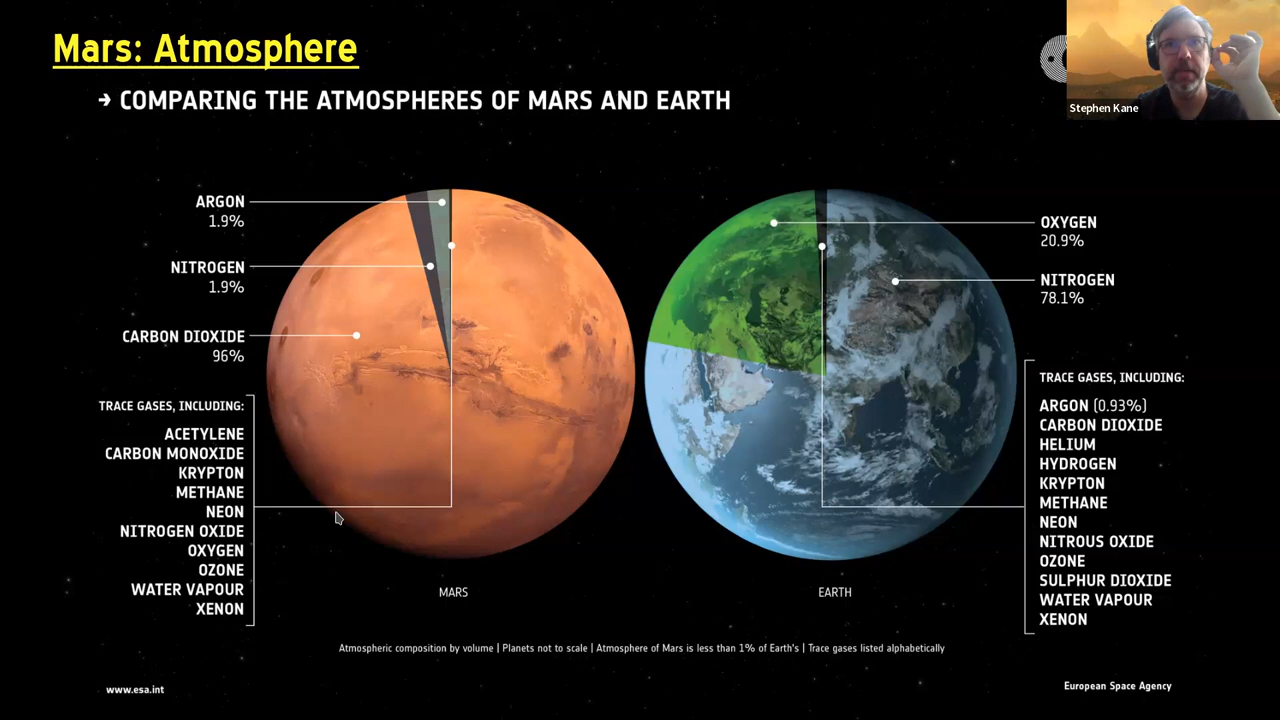 Mars: Atmosphere
→ COMPARING THE ATMOSPHERES OF MARS AND EARTH
Stephen Kane
ARGON
1.9%
NITROGEN
1.9%
CARBON DIOXIDE
96%
TRACE GASES, INCLUDING:
ACETYLENE
CARBON MONOXIDE
KRYPTON
METHANE
NEON
NITROGEN OXIDE
OXYGEN
OZONE
WATER VAPOUR
XENON
MARS
OXYGEN
20.9%
NITROGEN
78.1%
TRACE GASES, INCLUDING:
ARGON (0.93%)
CARBON DIOXIDE
HELIUM
HYDROGEN
KRYPTON
METHANE
NEON
NITROUS OXIDE
OZONE
SULPHUR DIOXIDE
WATER VAPOUR
XENON
EARTH
Atmospheric composition by volume | Planets not to scale | Atmosphere of Mars is less than 1% of Earth's | Trace gases listed alphabetically
www.esa.int
European Space Agency